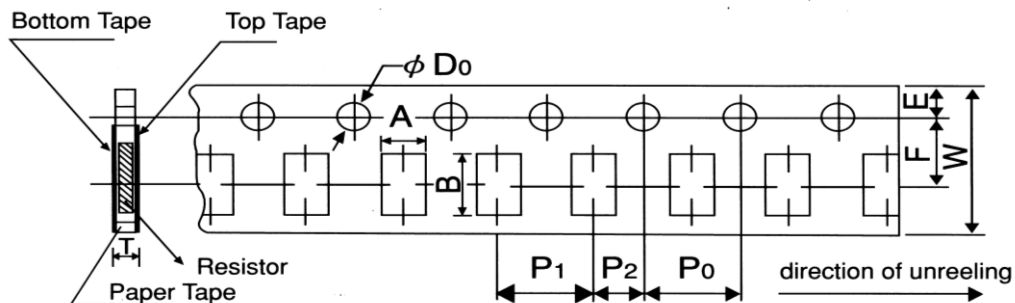 Bottom Tape
Top Tape
φ D0
A
B
E
F
W
T
Resistor
Paper Tape
P1
P2
P0
direction of unreeling